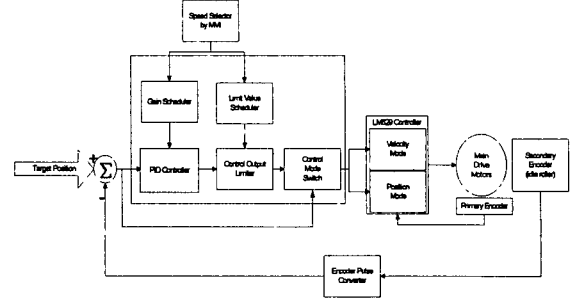 Speed Selector
by MMI
Gain Scheduler
Limit Value
Scheduler
LM629 Controller
Target Position
+
Σ
-
PID Controller
Control Output
Limiter
Control
Mode
Switch
Velocity
Mode
Position
Mode
Main
Drive
Motors
Secondary
Encoder
(idle roller)
Primary Encoder
Encoder Pulse
Converter